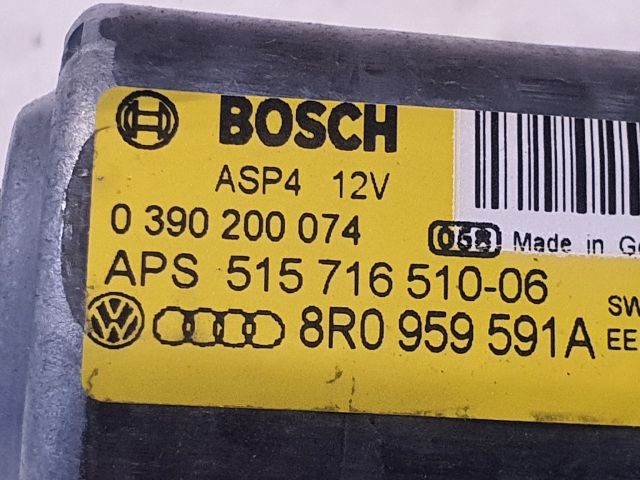 BOSCH
ASP4 12V
0 390 200 074
058 Made in
APS 515 716 510-06
SW
8R0 959 591A EE